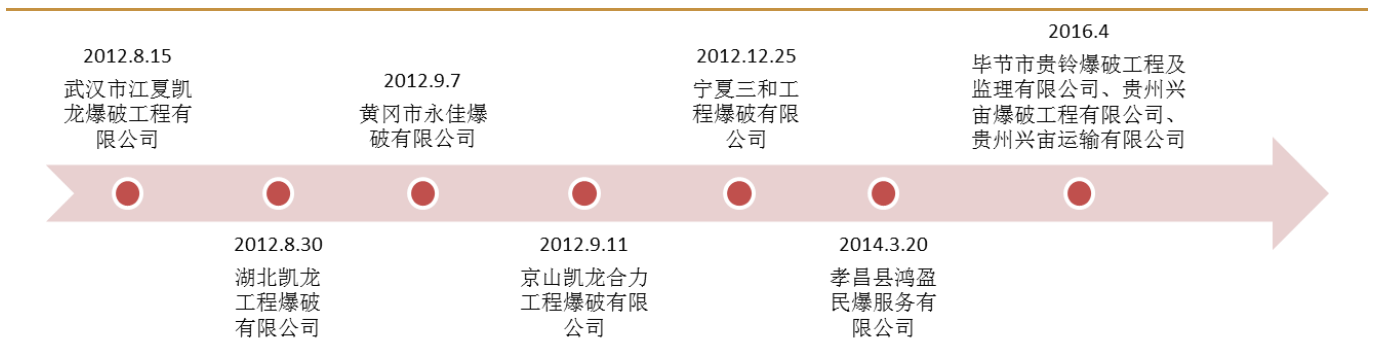 2012.8.15
武汉市江夏凯
龙爆破工程有
限公司
2012.8.30
湖北凯龙
工程爆破
有限公司
2012.9.7
黄冈市永佳爆
破有限公司
2012.9.11
京山凯龙合力
工程爆破有限
公司
2012.12.25
宁夏三和工
程爆破有限
公司
2014.3.20
孝昌县鸿盈
民爆服务有
限公司
2016.4
毕节市贵铃爆破工程及
监理有限公司、贵州兴
宙爆破工程有限公司、
贵州兴宙运输有限公司